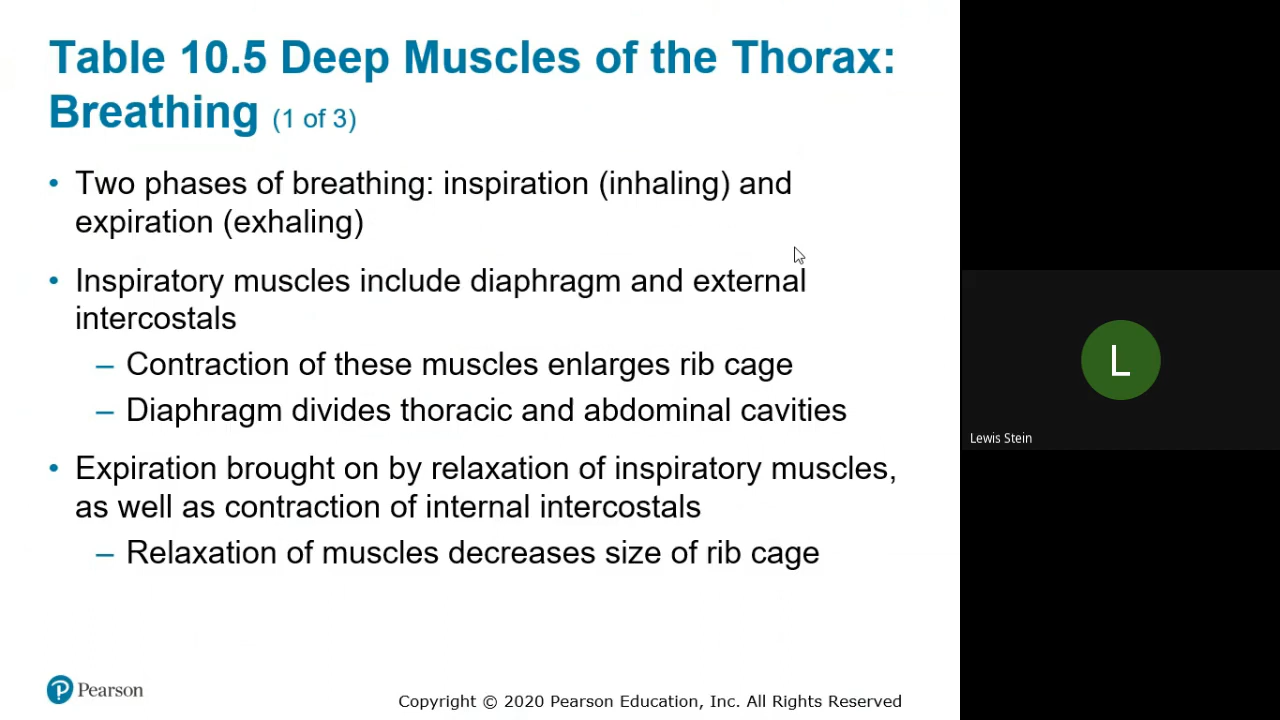 Table 10.5 Deep Muscles of the Thorax:
Breathing (1 of 3)
• Two phases of breathing: inspiration (inhaling) and
expiration (exhaling)
• Inspiratory muscles include diaphragm and external
intercostals
– Contraction of these muscles enlarges rib cage
– Diaphragm divides thoracic and abdominal cavities
• Expiration brought on by relaxation of inspiratory muscles,
as well as contraction of internal intercostals
– Relaxation of muscles decreases size of rib cage
P Pearson
Copyright © 2020 Pearson Education, Inc. All Rights Reserved
L
Lewis Stein